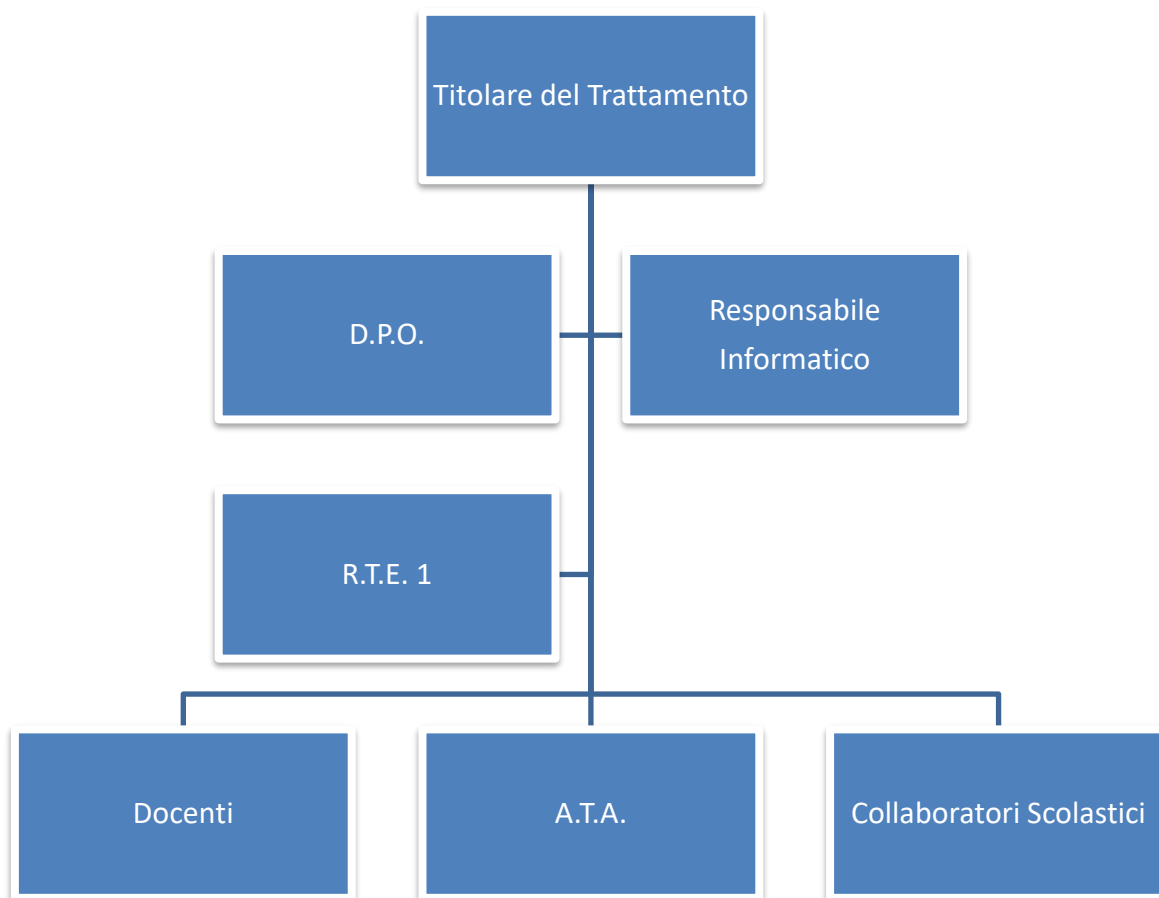 Titolare del Trattamento
D.P.O.
Responsabile
Informatico
R.T.E. 1
Docenti
A.T.A.
Collaboratori Scolastici